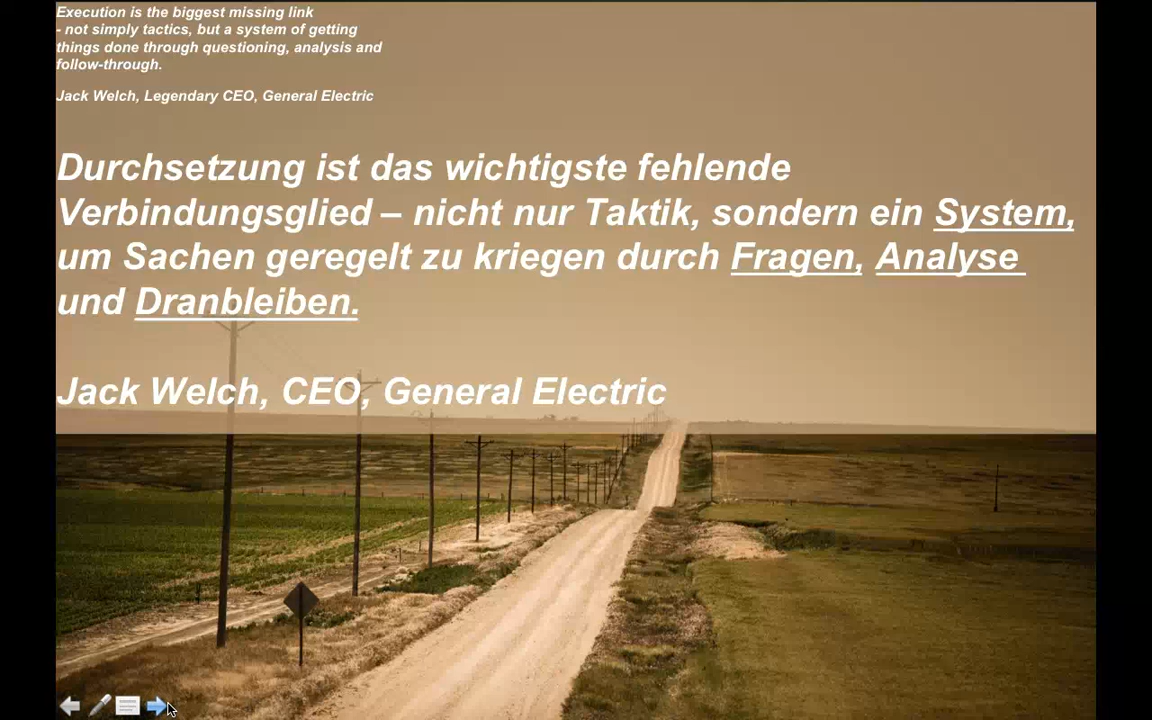 Execution is the biggest missing link
- not simply tactics, but a system of getting
things done through questioning, analysis and
follow-through.
Jack Welch, Legendary CEO, General Electric
Durchsetzung ist das wichtigste fehlende
Verbindungsglied – nicht nur Taktik, sondern ein System,
um Sachen geregelt zu kriegen durch Fragen, Analyse
und Dranbleiben.
Jack Welch, CEO, General Electric